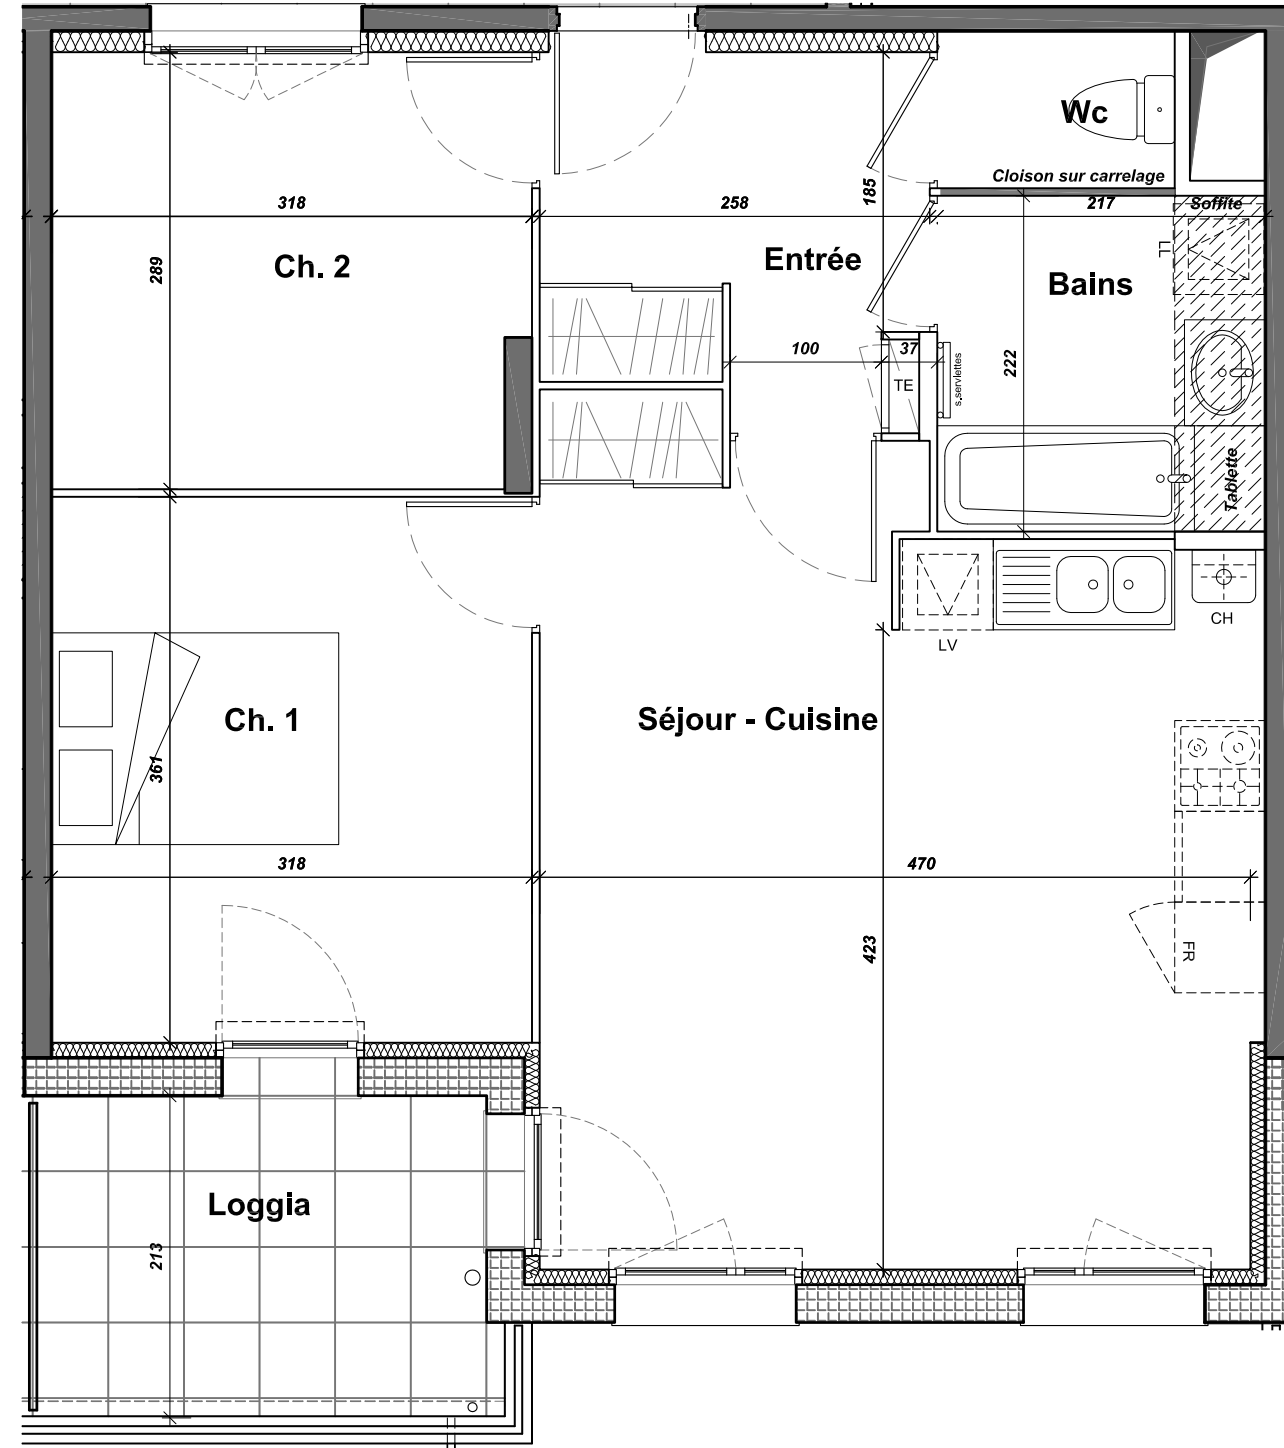 Wc
Cloison sur carrelage
318
258
185
217
Soffite
Ch. 2
289
Entrée
LL
Bains
100
37
222
TE
s.serviettes
Tablette
LV
CH
Ch. 1
361
Séjour - Cuisine
318
470
423
FR
Loggia
213